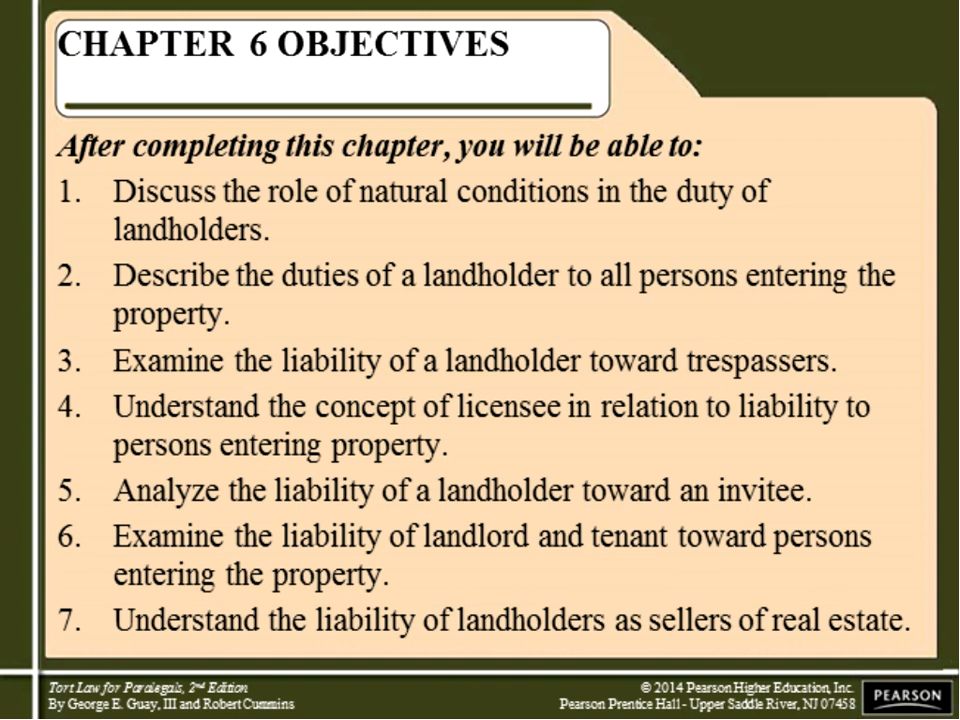 CHAPTER 6 OBJECTIVES
After completing this chapter, you will be able to:
1. Discuss the role of natural conditions in the duty of
landholders.
2. Describe the duties of a landholder to all persons entering the
property.
3. Examine the liability of a landholder toward trespassers.
4. Understand the concept of licensee in relation to liability to
persons entering property.
5. Analyze the liability of a landholder toward an invitee.
6. Examine the liability of landlord and tenant toward persons
entering the property.
7. Understand the liability of landholders as sellers of real estate.
Tort Law for Paralegals, 2nd Edition
By George E. Guay, III and Robert Cummins
© 2014 Pearson Higher Education, Inc.
Pearson Prentice Hall - Upper Saddle River, NJ 07458
PEARSON